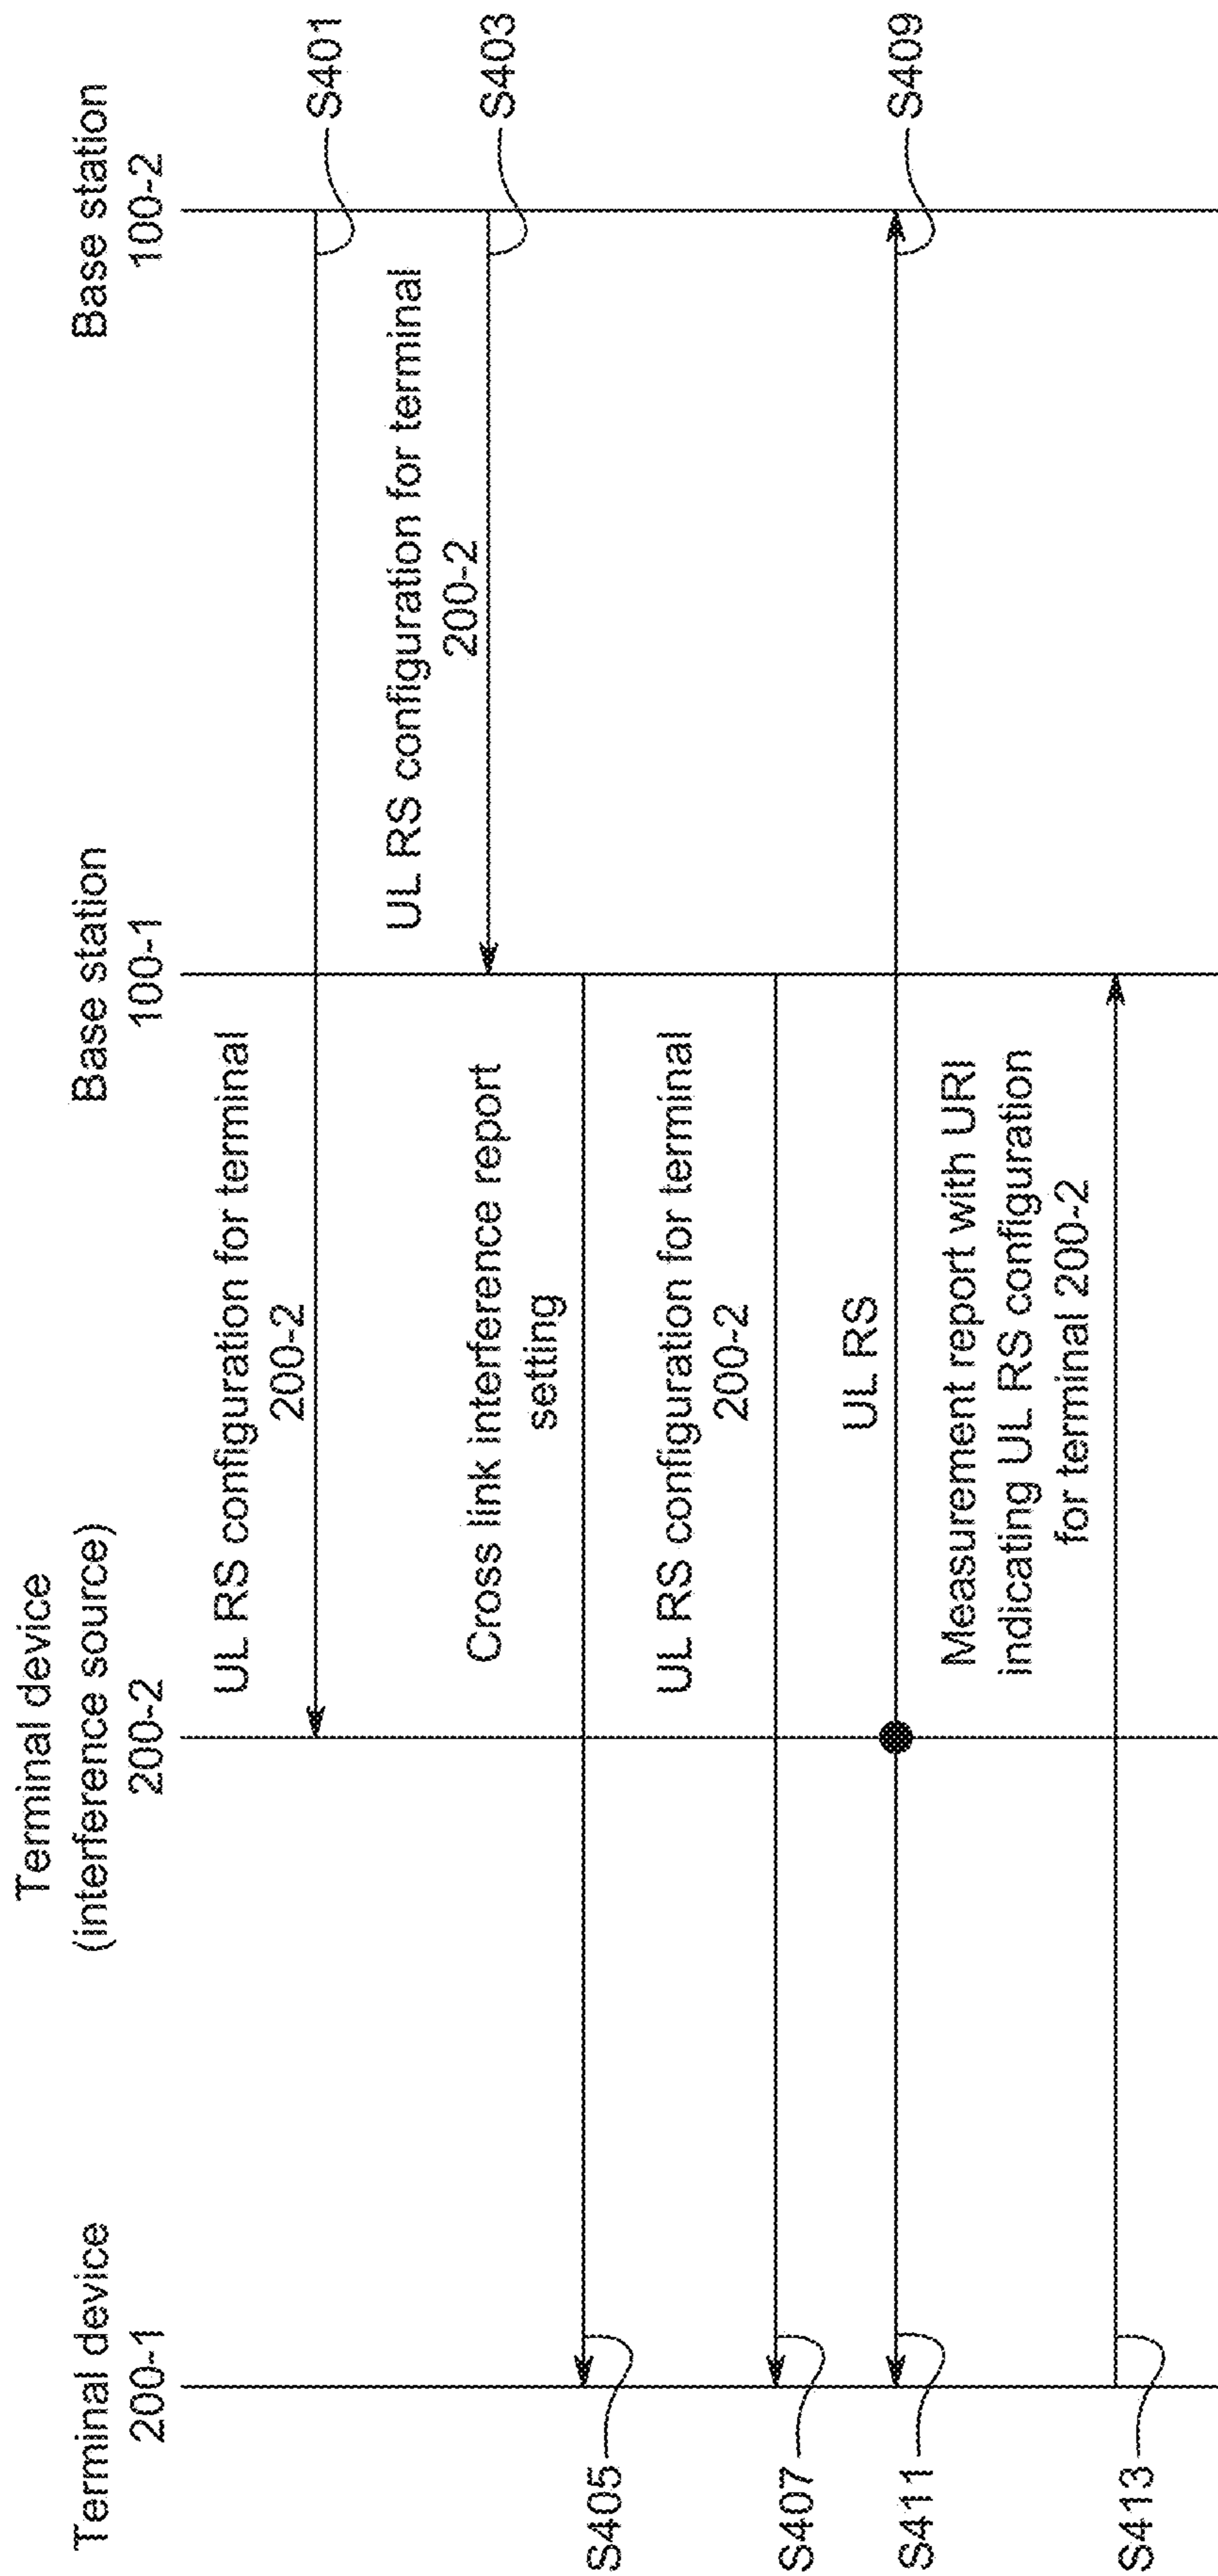 Terminal device
200-1
Terminal device
(interference source)
200-2
Base station
100-1
Base station
100-2
UL RS configuration for terminal
200-2
S401
UL RS configuration for terminal
200-2
S403
Cross link interference report
setting
S405
UL RS configuration for terminal
200-2
S407
UL RS
S409
S411
Measurement report with URI
indicating UL RS configuration
for terminal 200-2
S413